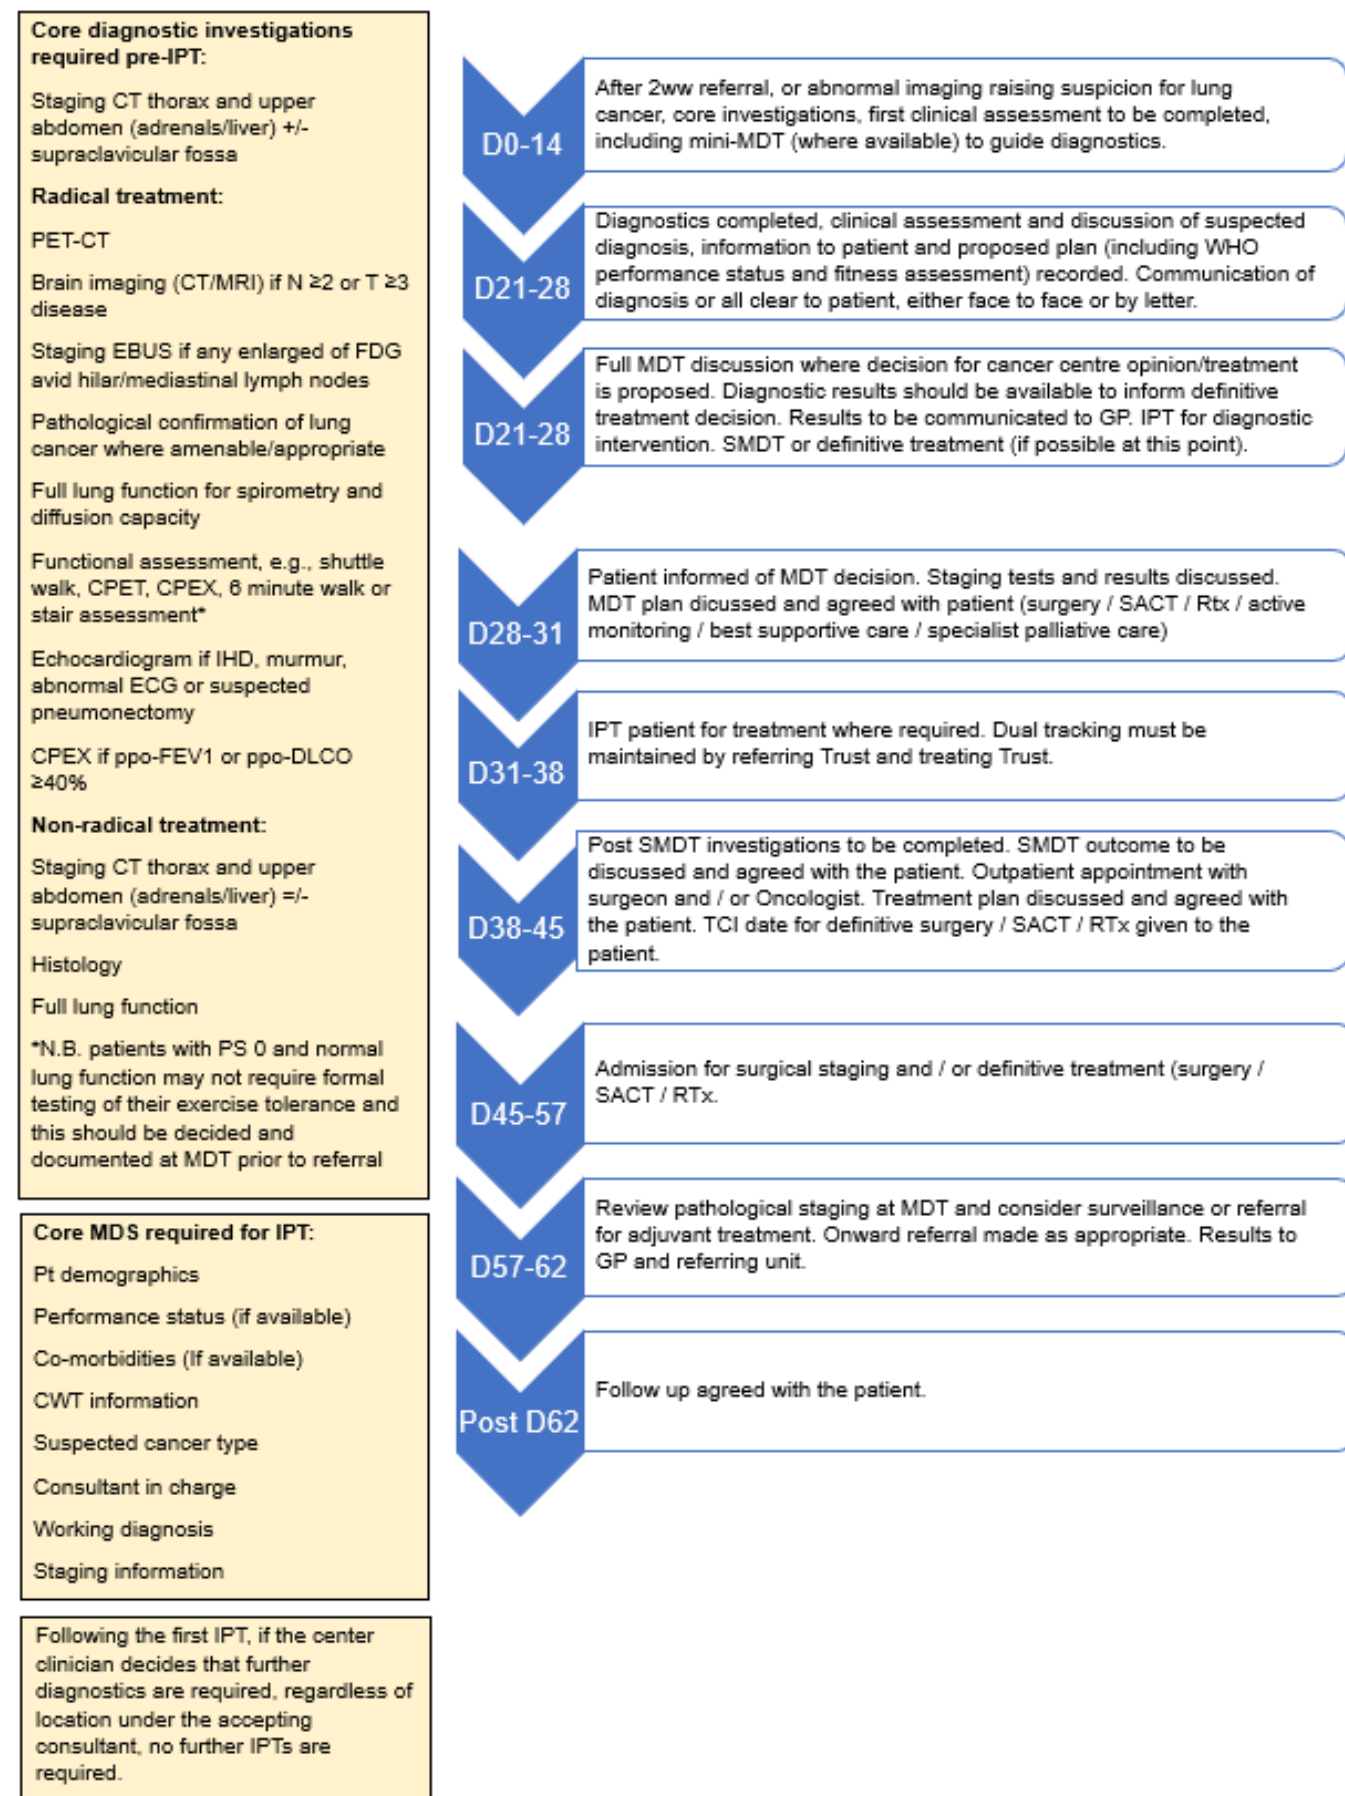 Core diagnostic investigations
required pre-IPT:
Staging CT thorax and upper
abdomen (adrenals/liver) +/-
supraclavicular fossa
Radical treatment:
PET-CT
Brain imaging (CT/MRI) if N ≥2 or T ≥3
disease
Staging EBUS if any enlarged of FDG
avid hilar/mediastinal lymph nodes
Pathological confirmation of lung
cancer where amenable/appropriate
Full lung function for spirometry and
diffusion capacity
Functional assessment, e.g., shuttle
walk, CPET, CPEX, 6 minute walk or
stair assessment*
Echocardiogram if IHD, murmur,
abnormal ECG or suspected
pneumonectomy
CPEX if ppo-FEV1 or ppo-DLCO
≥40%
Non-radical treatment:
Staging CT thorax and upper
abdomen (adrenals/liver) =/-
supraclavicular fossa
Histology
Full lung function
*N.B. patients with PS 0 and normal
lung function may not require formal
testing of their exercise tolerance and
this should be decided and
documented at MDT prior to referral
Core MDS required for IPT:
Pt demographics
Performance status (if available)
Co-morbidities (If available)
CWT information
Suspected cancer type
Consultant in charge
Working diagnosis
Staging information
Following the first IPT, if the center
clinician decides that further
diagnostics are required, regardless of
location under the accepting
consultant, no further IPTs are
required.
D0-14
After 2ww referral, or abnormal imaging raising suspicion for lung
cancer, core investigations, first clinical assessment to be completed,
including mini-MDT (where available) to guide diagnostics.
D21-28
Diagnostics completed, clinical assessment and discussion of suspected
diagnosis, information to patient and proposed plan (including WHO
performance status and fitness assessment) recorded. Communication of
diagnosis or all clear to patient, either face to face or by letter.
D21-28
Full MDT discussion where decision for cancer centre opinion/treatment
is proposed. Diagnostic results should be available to inform definitive
treatment decision. Results to be communicated to GP. IPT for diagnostic
intervention. SMDT or definitive treatment (if possible at this point).
D28-31
Patient informed of MDT decision. Staging tests and results discussed.
MDT plan dicussed and agreed with patient (surgery / SACT / Rtx / active
monitoring / best supportive care / specialist palliative care)
D31-38
IPT patient for treatment where required. Dual tracking must be
maintained by referring Trust and treating Trust.
D38-45
Post SMDT investigations to be completed. SMDT outcome to be
discussed and agreed with the patient. Outpatient appointment with
surgeon and / or Oncologist. Treatment plan discussed and agreed with
the patient. TCI date for definitive surgery / SACT / RTx given to the
patient.
D45-57
Admission for surgical staging and / or definitive treatment (surgery /
SACT / RTx.
D57-62
Review pathological staging at MDT and consider surveillance or referral
for adjuvant treatment. Onward referral made as appropriate. Results to
GP and referring unit.
Post D62
Follow up agreed with the patient.